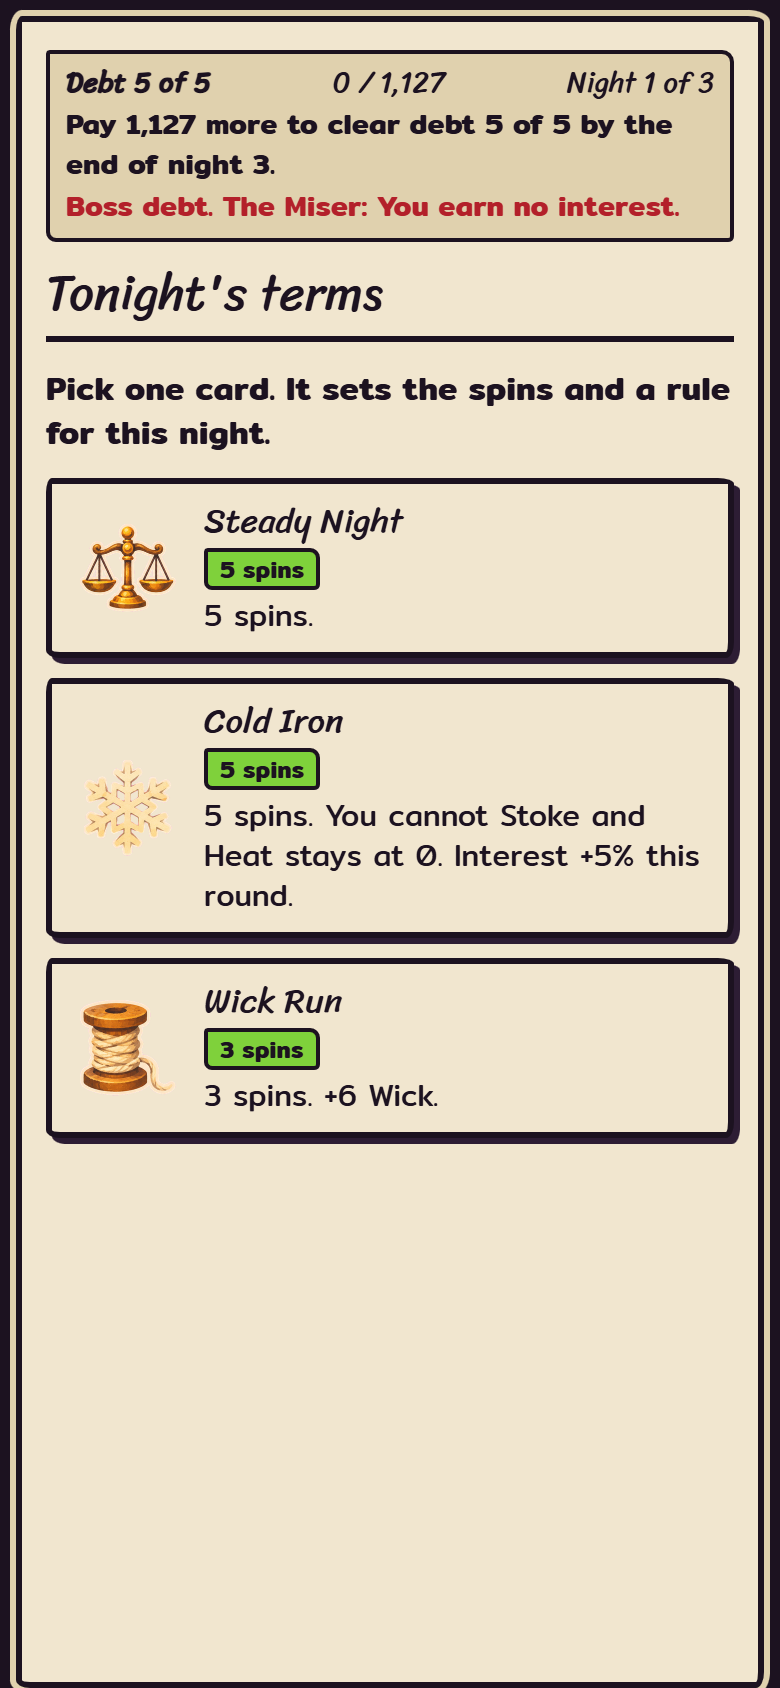 Debt 5 of 5 0 / 1,127 Night 1 of 3
Pay 1,127 more to clear debt 5 of 5 by the
end of night 3.
Boss debt. The Miser: You earn no interest.
Tonight's terms
Pick one card. It sets the spins and a rule
for this night.
Steady Night
5 spins
5 spins.
Cold Iron
5 spins
5 spins. You cannot Stoke and
Heat stays at 0. Interest +5% this
round.
Wick Run
3 spins
3 spins. +6 Wick.